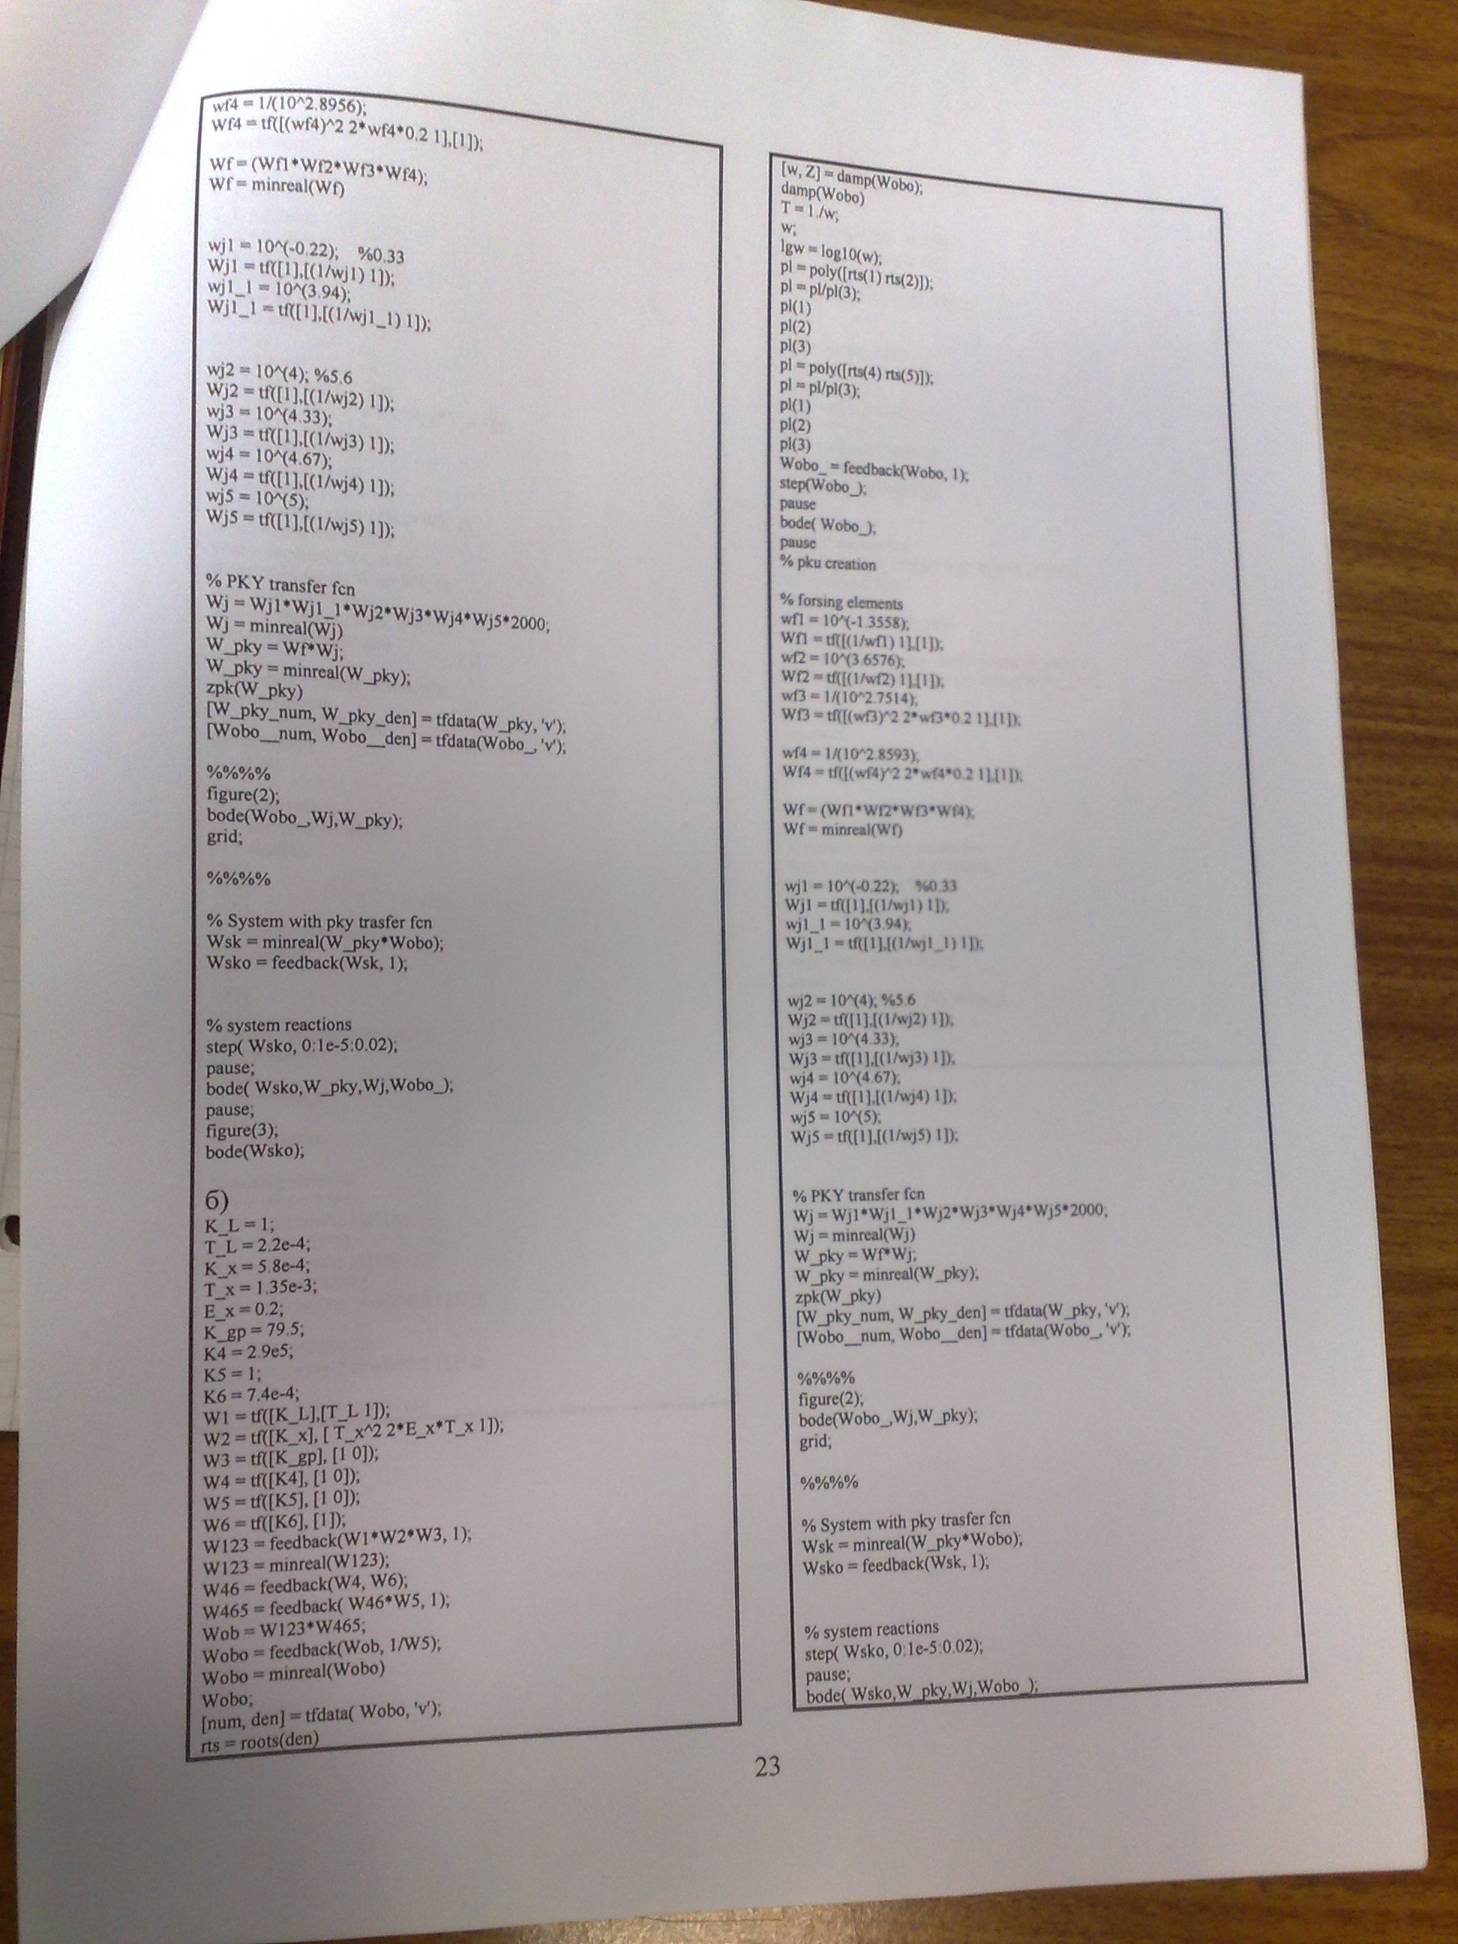 wf4 = 1/(10^2.8956);
Wf4 = tf([(wf4)^2 2*wf4*0.2 1],[1]);
Wf = (Wf1*Wf2*Wf3*Wf4);
Wf = minreal(Wf)
wj1 = 10^(-0.22); %0.33
Wj1 = tf([1],[(1/wj1) 1]);
wj1_1 = 10^(3.94);
Wj1_1 = tf([1],[(1/wj1_1) 1]);
wj2 = 10^(4); %5.6
Wj2 = tf([1],[(1/wj2) 1]);
wj3 = 10^(4.33);
Wj3 = tf([1],[(1/wj3) 1]);
wj4 = 10^(4.67);
Wj4 = tf([1],[(1/wj4) 1]);
wj5 = 10^(5);
Wj5 = tf([1],[(1/wj5) 1]);
% PKY transfer fcn
Wj = Wj1*Wj1_1*Wj2*Wj3*Wj4*Wj5*2000;
Wj = minreal(Wj)
W_pky = Wf*Wj;
W_pky = minreal(W_pky);
zpk(W_pky)
[W_pky_num, W_pky_den] = tfdata(W_pky, 'v');
[Wobo__num, Wobo__den] = tfdata(Wobo_, 'v');
%%%%
figure(2);
bode(Wobo_,Wj,W_pky);
grid;
%%%%
% System with pky trasfer fcn
Wsk = minreal(W_pky*Wobo);
Wsko = feedback(Wsk, 1);
% system reactions
step( Wsko, 0:1e-5:0.02);
pause;
bode( Wsko,W_pky,Wj,Wobo_);
pause;
figure(3);
bode(Wsko);
б)
K_L = 1;
T_L = 2.2e-4;
K_x = 5.8e-4;
T_x = 1.35e-3;
E_x = 0.2;
K_gp = 79.5;
K4 = 2.9e5;
K5 = 1;
K6 = 7.4e-4;
W1 = tf([K_L],[T_L 1]);
W2 = tf([K_x], [ T_x^2 2*E_x*T_x 1]);
W3 = tf([K_gp], [1 0]);
W4 = tf([K4], [1 0]);
W5 = tf([K5], [1 0]);
W6 = tf([K6], [1]);
W123 = feedback(W1*W2*W3, 1);
W123 = minreal(W123);
W46 = feedback(W4, W6);
W465 = feedback( W46*W5, 1);
Wob = W123*W465;
Wobo = feedback(Wob, 1/W5);
Wobo = minreal(Wobo)
Wobo;
[num, den] = tfdata( Wobo, 'v');
rts = roots(den)
[w, Z] = damp(Wobo);
damp(Wobo)
T = 1./w;
w;
lgw = log10(w);
pl = poly([rts(1) rts(2)]);
pl = pl/pl(3);
pl(1)
pl(2)
pl(3)
pl = poly([rts(4) rts(5)]);
pl = pl/pl(3);
pl(1)
pl(2)
pl(3)
Wobo_ = feedback(Wobo, 1);
step(Wobo_);
pause
bode( Wobo_);
pause
% pku creation
% forsing elements
wf1 = 10^(-1.3558);
Wf1 = tf([(1/wf1) 1],[1]);
wf2 = 10^(3.6576);
Wf2 = tf([(1/wf2) 1],[1]);
wf3 = 1/(10^2.7514);
Wf3 = tf([(wf3)^2 2*wf3*0.2 1],[1]);
wf4 = 1/(10^2.8593);
Wf4 = tf([(wf4)^2 2*wf4*0.2 1],[1]);
Wf = (Wf1*Wf2*Wf3*Wf4);
Wf = minreal(Wf)
wj1 = 10^(-0.22); %0.33
Wj1 = tf([1],[(1/wj1) 1]);
wj1_1 = 10^(3.94);
Wj1_1 = tf([1],[(1/wj1_1) 1]);
wj2 = 10^(4); %5.6
Wj2 = tf([1],[(1/wj2) 1]);
wj3 = 10^(4.33);
Wj3 = tf([1],[(1/wj3) 1]);
wj4 = 10^(4.67);
Wj4 = tf([1],[(1/wj4) 1]);
wj5 = 10^(5);
Wj5 = tf([1],[(1/wj5) 1]);
% PKY transfer fcn
Wj = Wj1*Wj1_1*Wj2*Wj3*Wj4*Wj5*2000;
Wj = minreal(Wj)
W_pky = Wf*Wj;
W_pky = minreal(W_pky);
zpk(W_pky)
[W_pky_num, W_pky_den] = tfdata(W_pky, 'v');
[Wobo__num, Wobo__den] = tfdata(Wobo_, 'v');
%%%%
figure(2);
bode(Wobo_,Wj,W_pky);
grid;
%%%%
% System with pky trasfer fcn
Wsk = minreal(W_pky*Wobo);
Wsko = feedback(Wsk, 1);
% system reactions
step( Wsko, 0:1e-5:0.02);
pause;
bode( Wsko,W_pky,Wj,Wobo_);
23